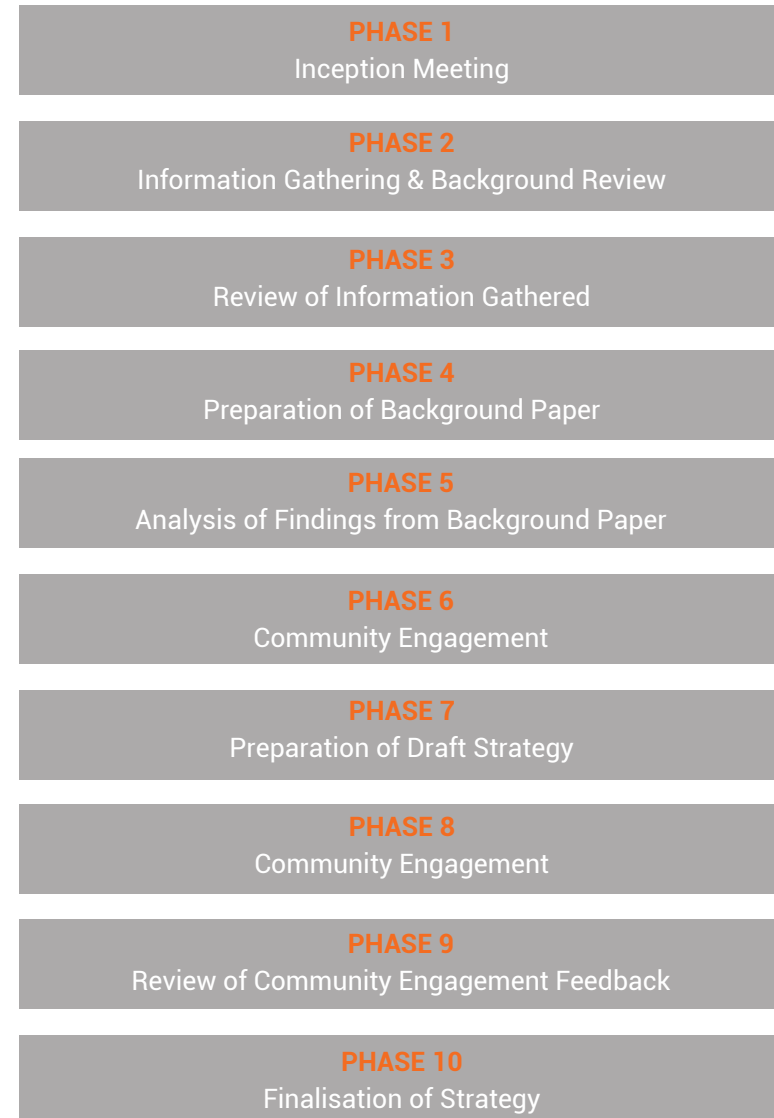 PHASE 1
Inception Meeting
PHASE 2
Information Gathering & Background Review
PHASE 3
Review of Information Gathered
PHASE 4
Preparation of Background Paper
PHASE 5
Analysis of Findings from Background Paper
PHASE 6
Community Engagement
PHASE 7
Preparation of Draft Strategy
PHASE 8
Community Engagement
PHASE 9
Review of Community Engagement Feedback
PHASE 10
Finalisation of Strategy